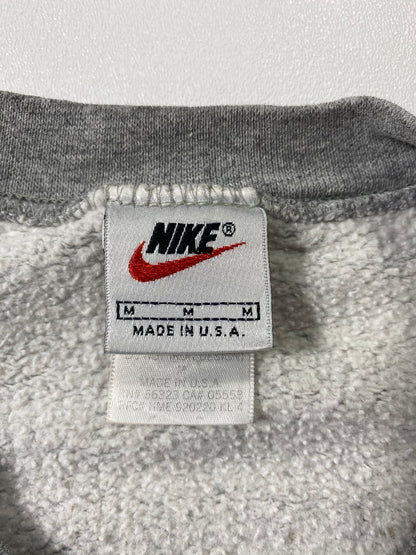 NIKE®
M M M
MADE IN U.S.A.
MADE IN U.S.A
RN# 56323 CA# 05553